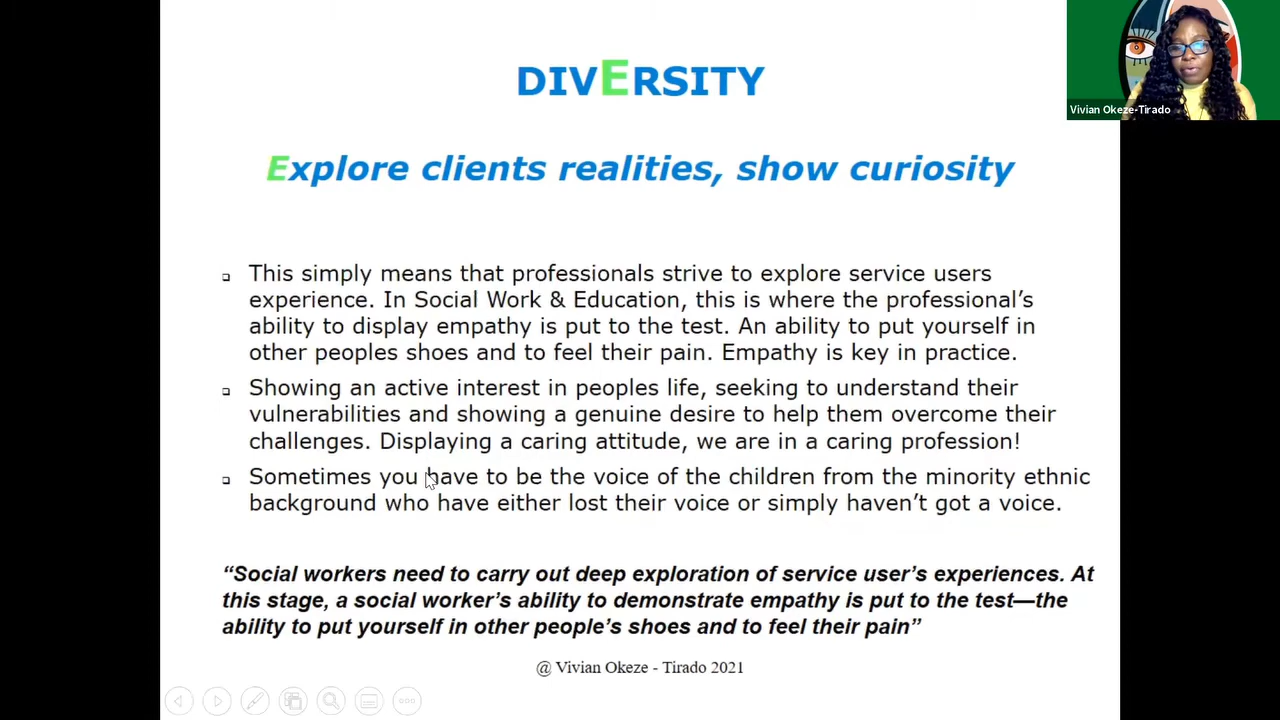 DIVERSITY
Vivian Okeze-Tirado
Explore clients realities, show curiosity
This simply means that professionals strive to explore service users
experience. In Social Work & Education, this is where the professional’s
ability to display empathy is put to the test. An ability to put yourself in
other peoples shoes and to feel their pain. Empathy is key in practice.
Showing an active interest in peoples life, seeking to understand their
vulnerabilities and showing a genuine desire to help them overcome their
challenges. Displaying a caring attitude, we are in a caring profession!
Sometimes you have to be the voice of the children from the minority ethnic
background who have either lost their voice or simply haven’t got a voice.
“Social workers need to carry out deep exploration of service user’s experiences. At
this stage, a social worker’s ability to demonstrate empathy is put to the test—the
ability to put yourself in other people’s shoes and to feel their pain”
@ Vivian Okeze - Tirado 2021